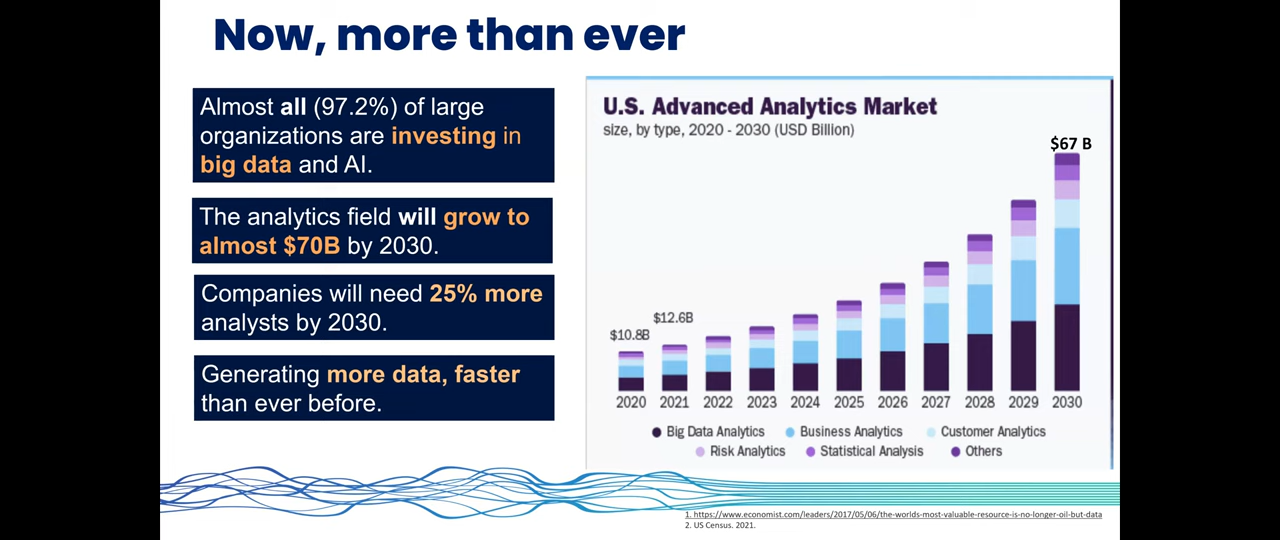 Now, more than ever
Almost all (97.2%) of large
organizations are investing in
big data and AI.
The analytics field will grow to
almost $70B by 2030.
Companies will need 25% more
analysts by 2030.
Generating more data, faster
than ever before.
U.S. Advanced Analytics Market
size, by type, 2020 - 2030 (USD Billion)
$67 B
$12.6B
$10.8B
2020 2021 2022 2023 2024 2025 2026 2027 2028 2029 2030
Big Data Analytics Business Analytics Customer Analytics
Risk Analytics Statistical Analysis Others
1. https://www.economist.com/leaders/2017/05/06/the-worlds-most-valuable-resource-is-no-longer-oil-but-data
2. US Census. 2021.